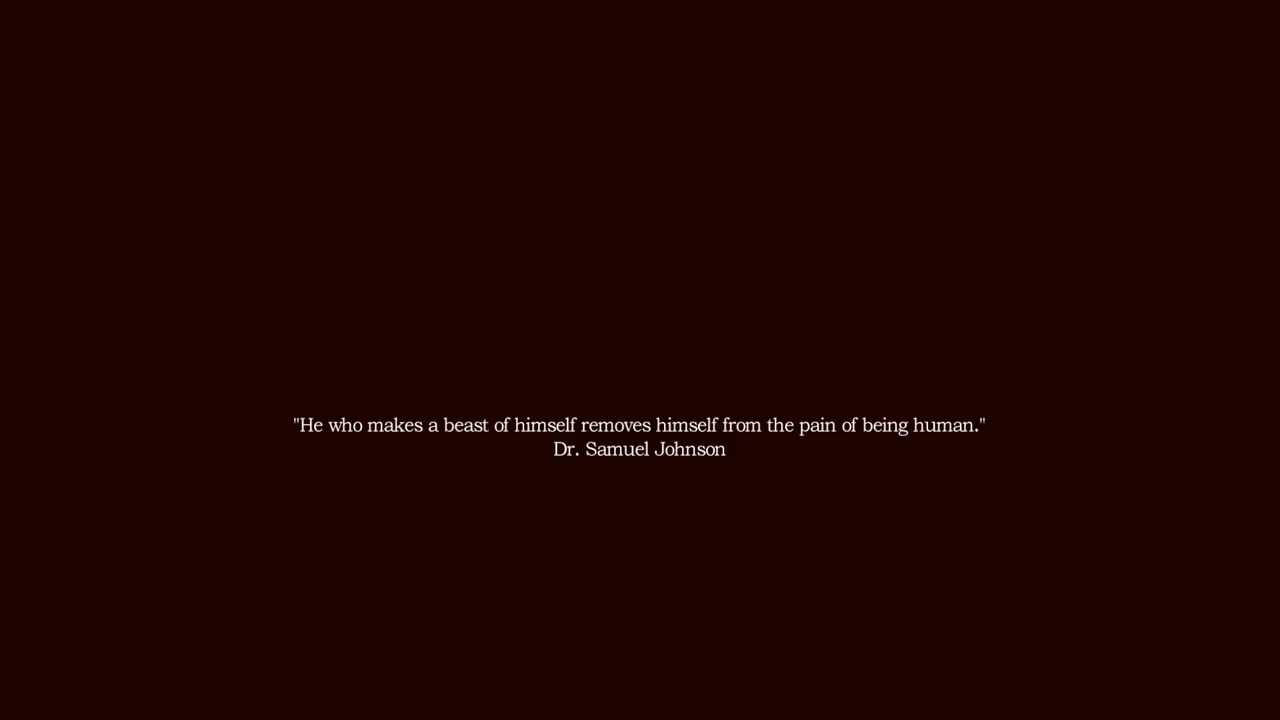 "He who makes a beast of himself removes himself from the pain of being human."
Dr. Samuel Johnson